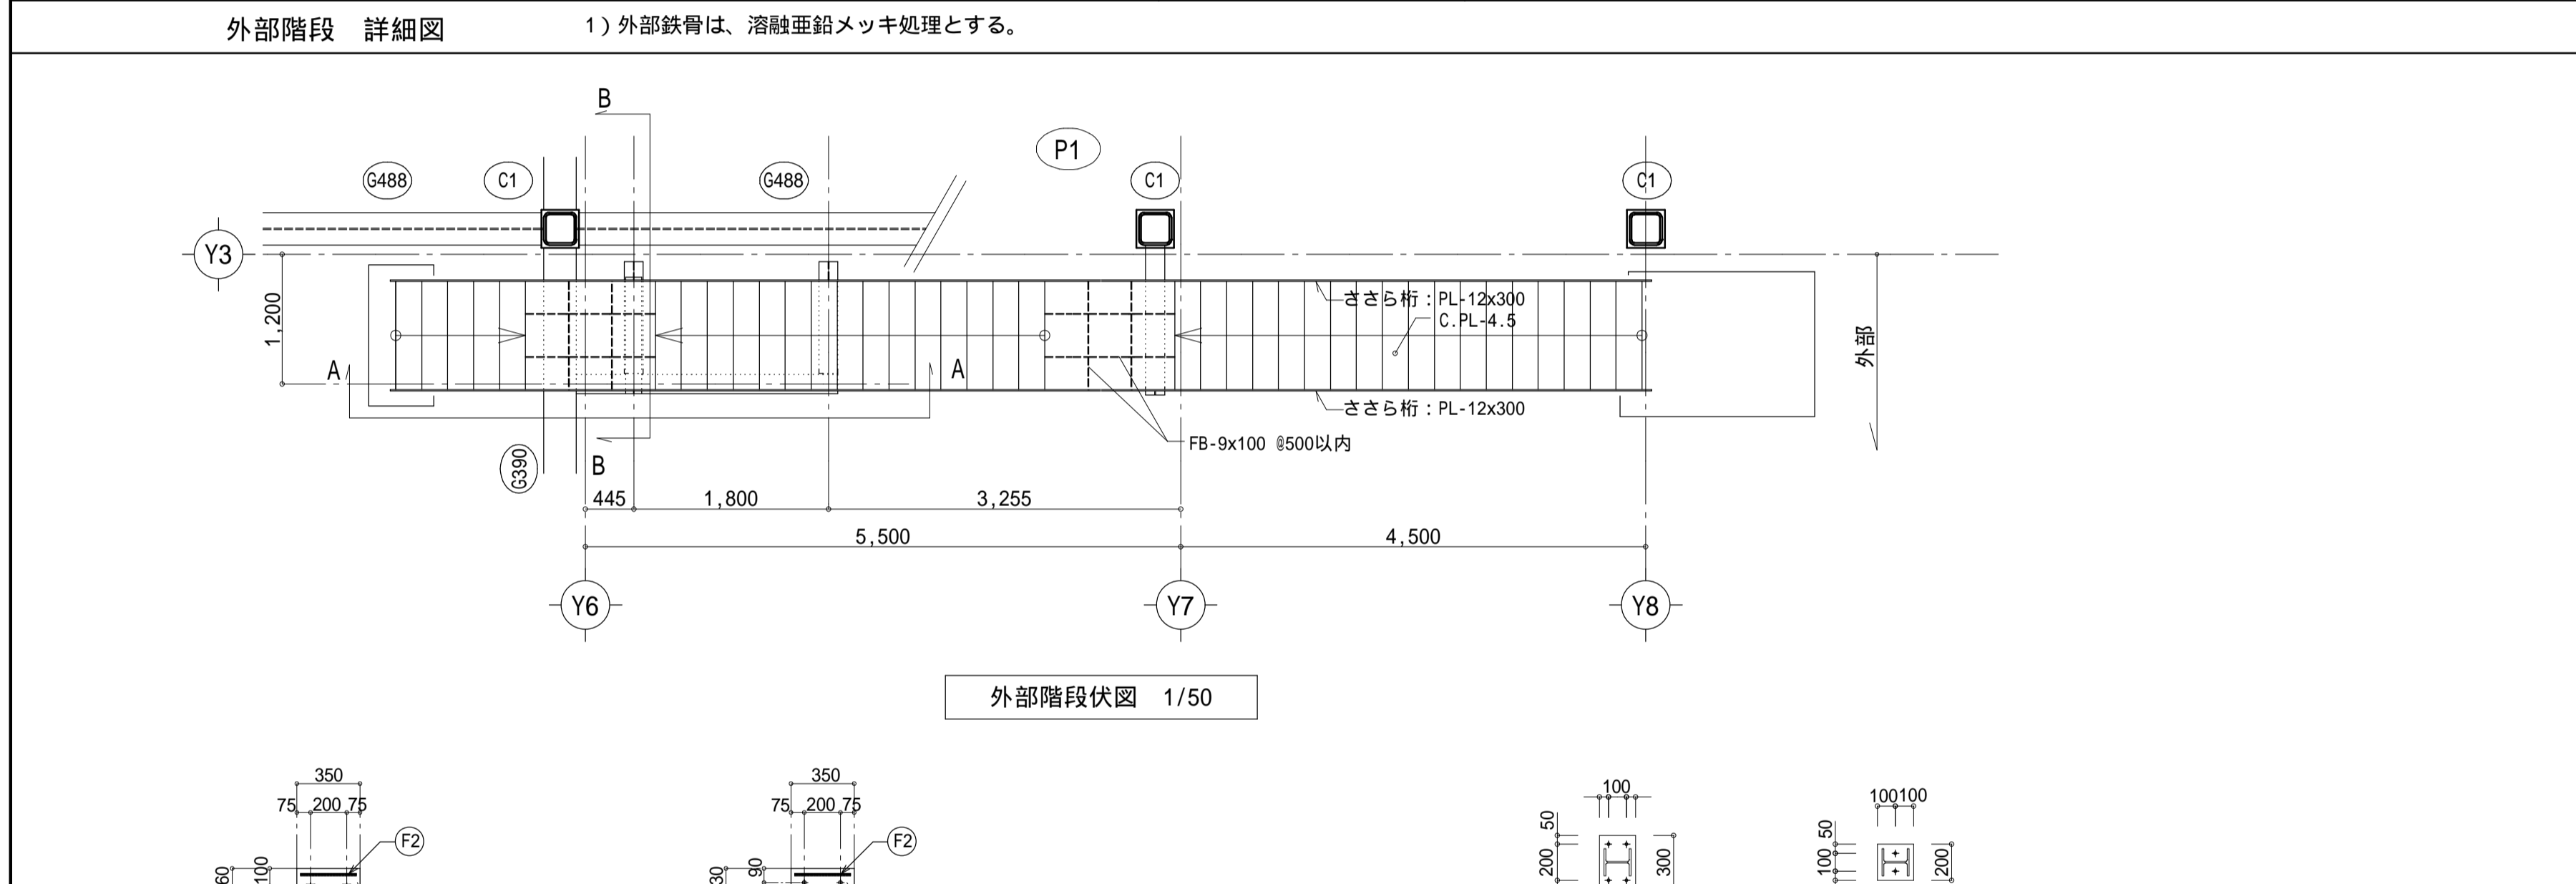 外部階段 詳細図
1）外部鉄骨は、溶融亜鉛メッキ処理とする。
B
P1
G488
C1
G488
C1
C1
Y3
1,200
ささら桁：PL-12x300
C.PL-4.5
外部
A
A
ささら桁：PL-12x300
FB-9x100 @500以内
G390
B
445
1,800
3,255
5,500
4,500
Y6
Y7
Y8
外部階段伏図 1/50
350
75 200 75
F2
60
100
350
75 200 75
F2
30
90
100
50
200
300
100100
50
100
200